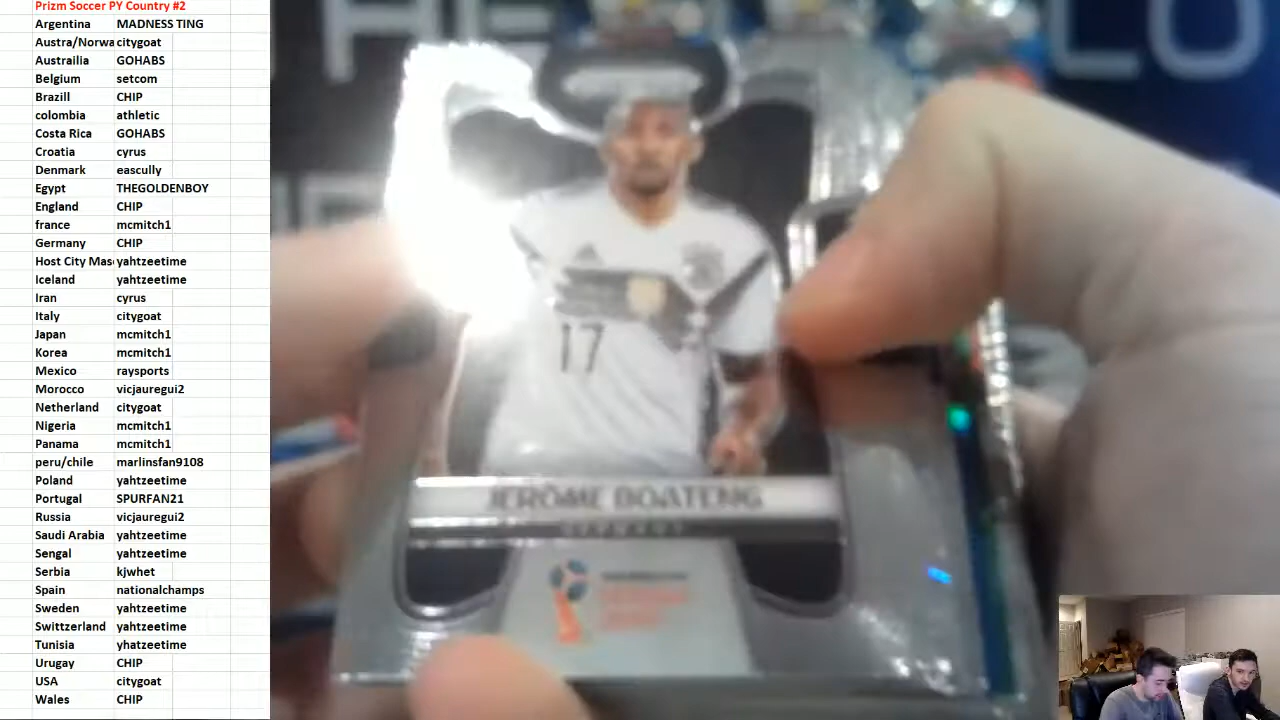 Prizm Soccer PY Country #2
Argentina MADNESS TING
Austra/Norwa citygoat
Austrailia GOHABS
Belgium setcom
Brazill CHIP
colombia athletic
Costa Rica GOHABS
Croatia cyrus
Denmark eascully
Egypt THEGOLDENBOY
England CHIP
france mcmitch1
Germany CHIP
Host City Mas yahtzeetime
Iceland yahtzeetime
Iran cyrus
Italy citygoat
Japan mcmitch1
Korea mcmitch1
Mexico raysports
Morocco vicjauregui2
Netherland citygoat
Nigeria mcmitch1
Panama mcmitch1
peru/chile marlinsfan9108
Poland yahtzeetime
Portugal SPURFAN21
Russia vicjauregui2
Saudi Arabia yahtzeetime
Sengal yahtzeetime
Serbia kjwhet
Spain nationalchamps
Sweden yahtzeetime
Swittzerland yahtzeetime
Tunisia yhatzeetime
Urugay CHIP
USA citygoat
Wales CHIP
17
JEROME BOATENG
GERMANY